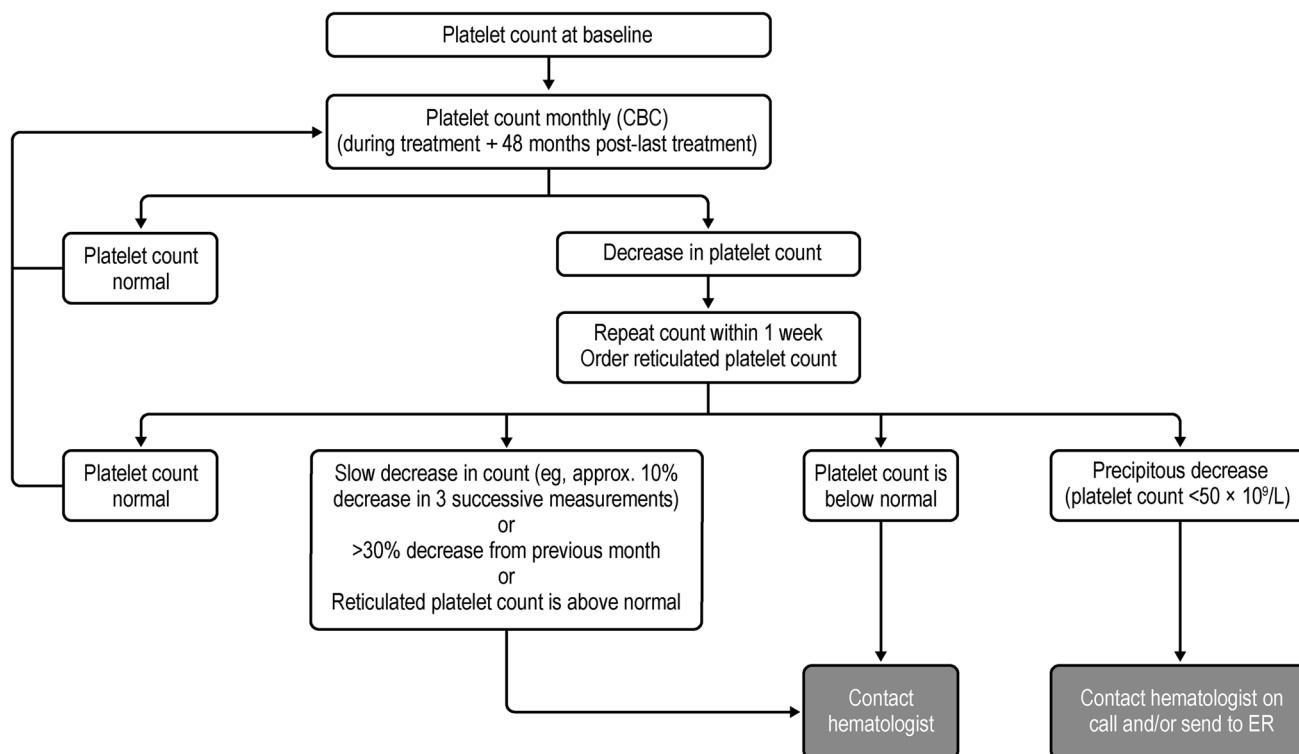 Platelet count at baseline
Platelet count monthly (CBC)
(during treatment + 48 months post-last treatment)
Platelet count
normal
Decrease in platelet count
Repeat count within 1 week
Order reticulated platelet count
Platelet count
normal
Slow decrease in count (eg, approx. 10%
decrease in 3 successive measurements)
or
>30% decrease from previous month
or
Reticulated platelet count is above normal
Platelet count is
below normal
Precipitous decrease
(platelet count <50 × 10⁹/L)
Contact
hematologist
Contact hematologist on
call and/or send to ER